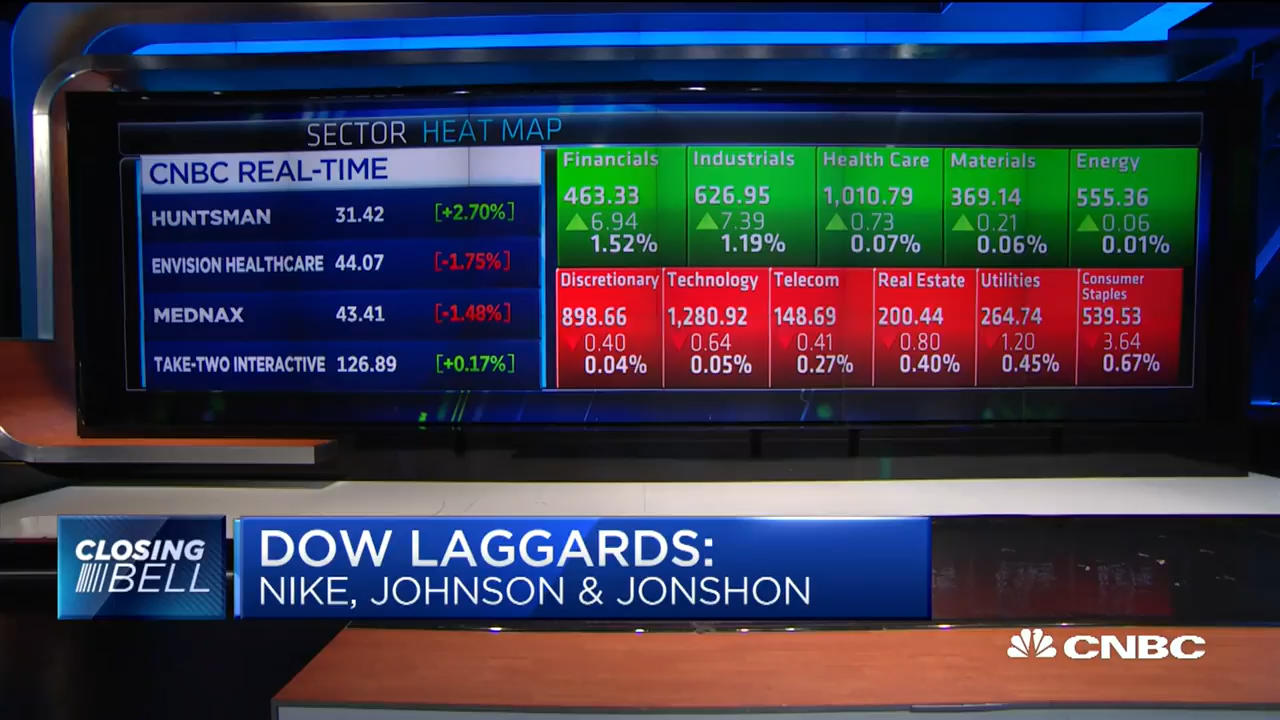 SECTOR HEAT MAP
CNBC REAL-TIME
HUNTSMAN 31.42 [+2.70%]
ENVISION HEALTHCARE 44.07 [-1.75%]
MEDNAX 43.41 [-1.48%]
TAKE-TWO INTERACTIVE 126.89 [+0.17%]
Financials
463.33
▲6.94
1.52%
Industrials
626.95
▲7.39
1.19%
Health Care
1,010.79
▲0.73
0.07%
Materials
369.14
▲0.21
0.06%
Energy
555.36
▲0.06
0.01%
Discretionary
898.66
▼0.40
0.04%
Technology
1,280.92
▼0.64
0.05%
Telecom
148.69
▼0.41
0.27%
Real Estate
200.44
▼0.80
0.40%
Utilities
264.74
▼1.20
0.45%
Consumer
Staples
539.53
▼3.64
0.67%
CLOSING
BELL
DOW LAGGARDS:
NIKE, JOHNSON & JONSHON
CNBC